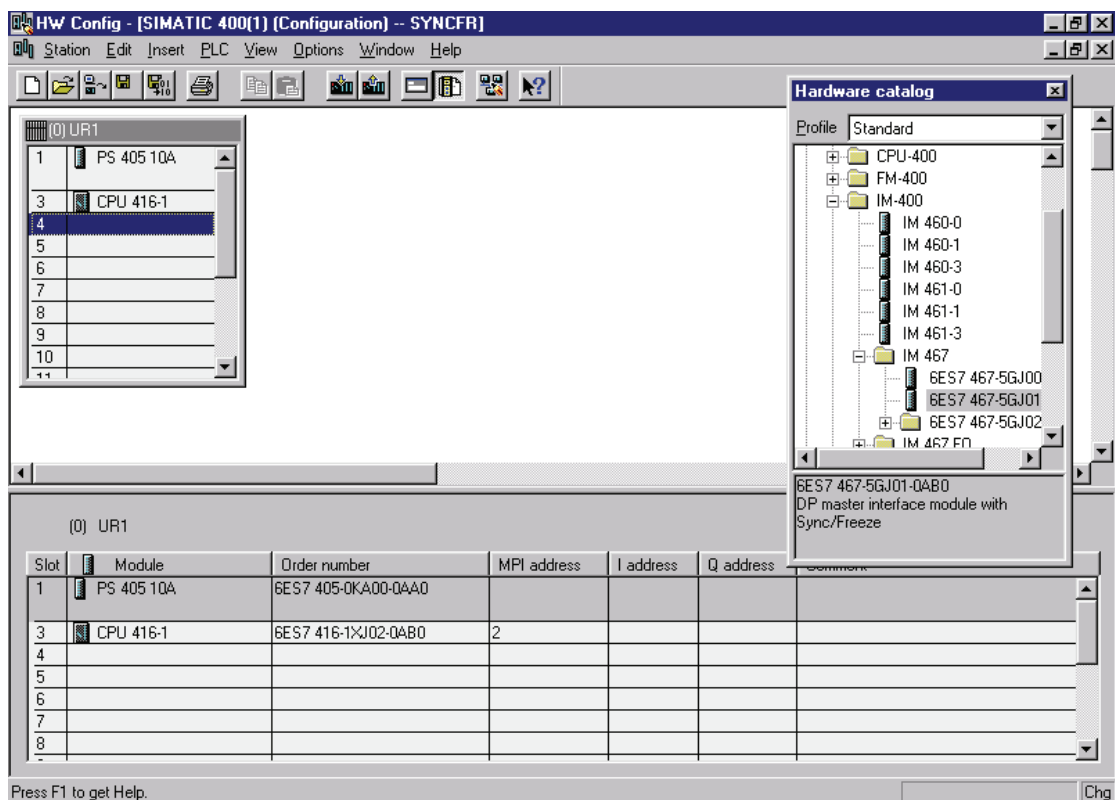 HW Config - [SIMATIC 400(1) (Configuration) -- SYNCFR]
Station Edit Insert PLC View Options Window Help
(0) UR1
1 PS 405 10A
3 CPU 416-1
4
5
6
7
8
9
10
11
Hardware catalog
Profile Standard
CPU-400
FM-400
IM-400
IM 460-0
IM 460-1
IM 460-3
IM 461-0
IM 461-1
IM 461-3
IM 467
6ES7 467-5GJ00
6ES7 467-5GJ01
6ES7 467-5GJ02
IM 467 FO
6ES7 467-5GJ01-0AB0
DP master interface module with
Sync/Freeze
(0) UR1
Slot Module Order number MPI address I address Q address Comment
1 PS 405 10A 6ES7 405-0KA00-0AA0
3 CPU 416-1 6ES7 416-1XJ02-0AB0 2
4
5
6
7
8
Press F1 to get Help.
Chg